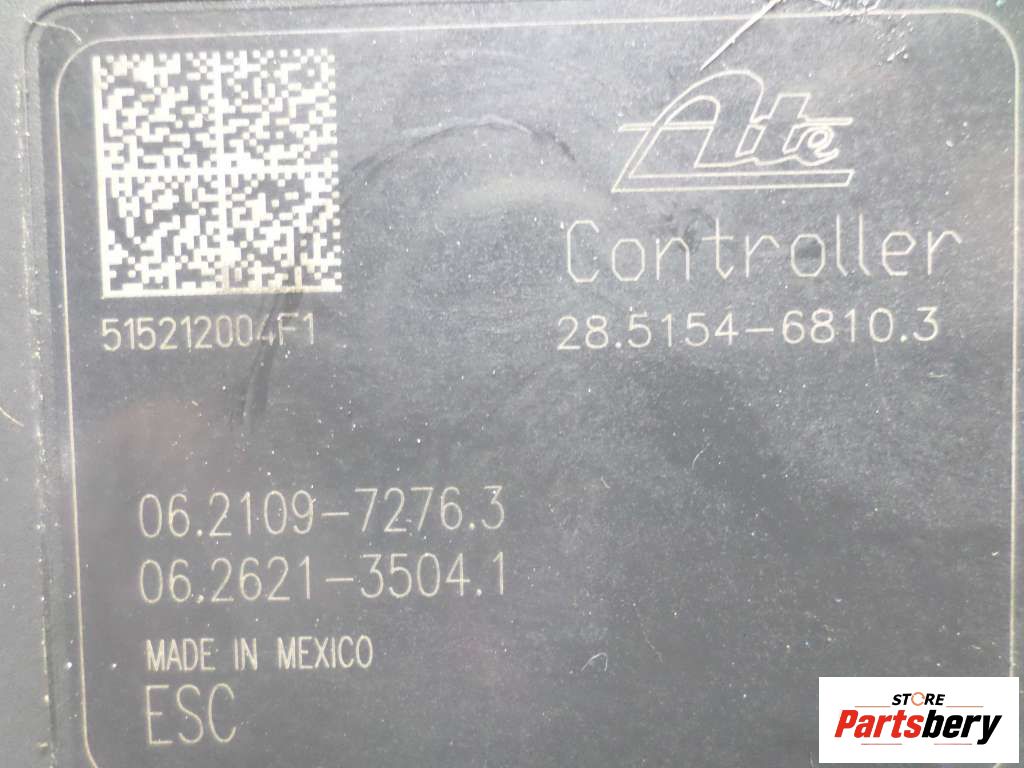 Ate
Controller
515212004F1
28.5154-6810.3
06.2109-7276.3
06.2621-3504.1
MADE IN MEXICO
ESC
STORE
Partsbery